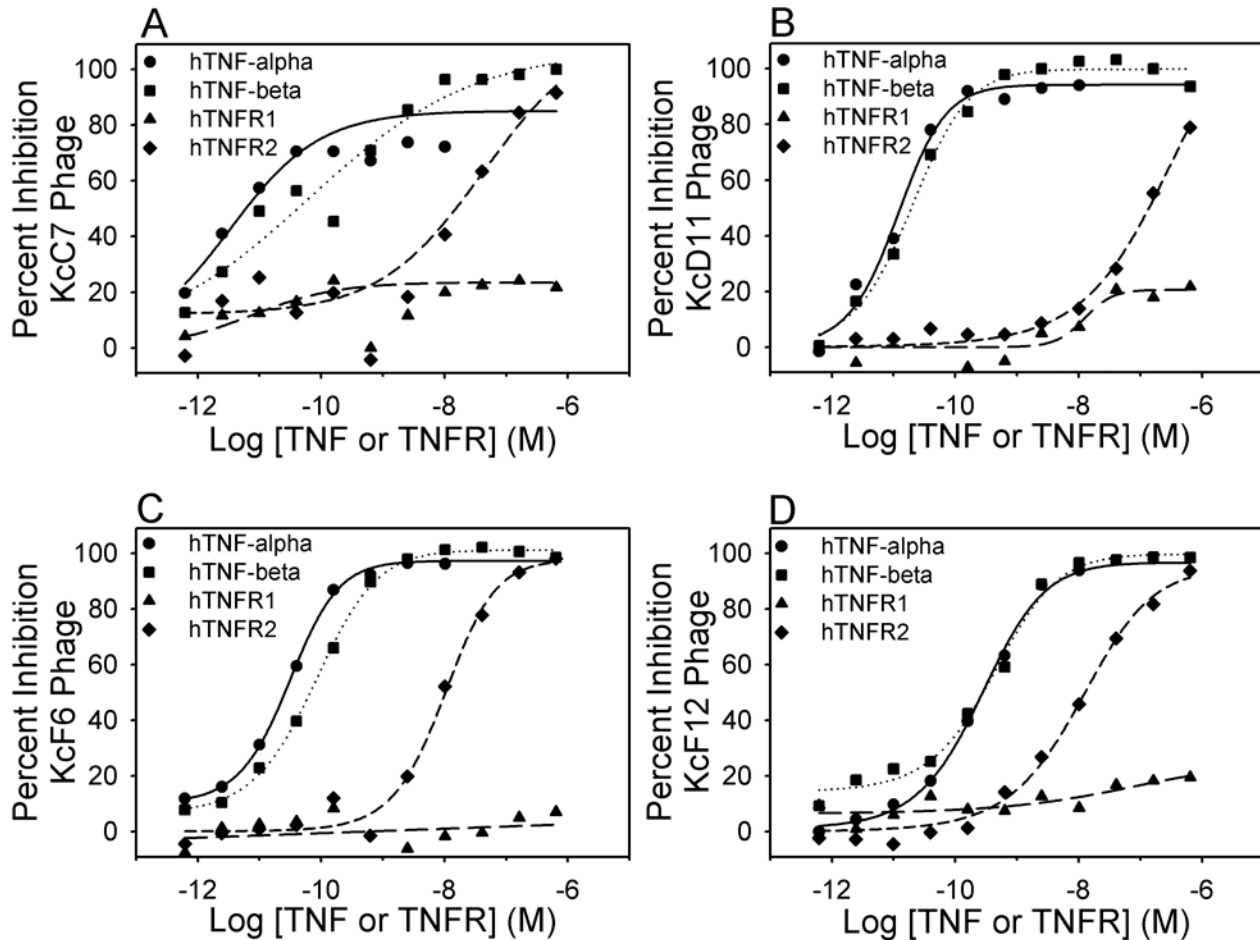 A
hTNF-alpha
hTNF-beta
hTNFR1
hTNFR2
100
80
60
40
20
0
Percent Inhibition
KcC7 Phage
-12
-10
-8
-6
Log [TNF or TNFR] (M)
B
hTNF-alpha
hTNF-beta
hTNFR1
hTNFR2
100
80
60
40
20
0
Percent Inhibition
KcD11 Phage
-12
-10
-8
-6
Log [TNF or TNFR] (M)
C
hTNF-alpha
hTNF-beta
hTNFR1
hTNFR2
100
80
60
40
20
0
Percent Inhibition
KcF6 Phage
-12
-10
-8
-6
Log [TNF or TNFR] (M)
D
hTNF-alpha
hTNF-beta
hTNFR1
hTNFR2
100
80
60
40
20
0
Percent Inhibition
KcF12 Phage
-12
-10
-8
-6
Log [TNF or TNFR] (M)